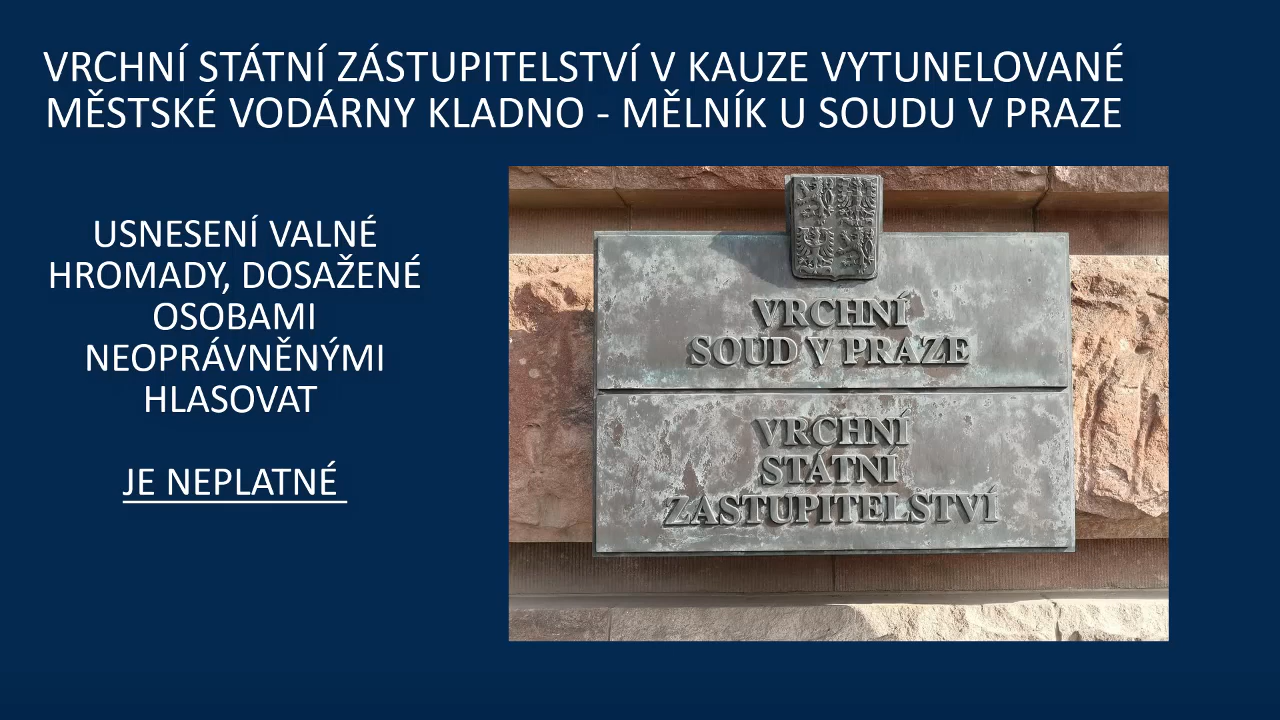 VRCHNÍ STÁTNÍ ZÁSTUPITELSTVÍ V KAUZE VYTUNELOVANÉ
MĚSTSKÉ VODÁRNY KLADNO - MĚLNÍK U SOUDU V PRAZE
USNESENÍ VALNÉ
HROMADY, DOSAŽENÉ
OSOBAMI
NEOPRÁVNĚNÝMI
HLASOVAT
JE NEPLATNÉ
VRCHNÍ
SOUD V PRAZE
VRCHNÍ
STÁTNÍ
ZASTUPITELSTVÍ